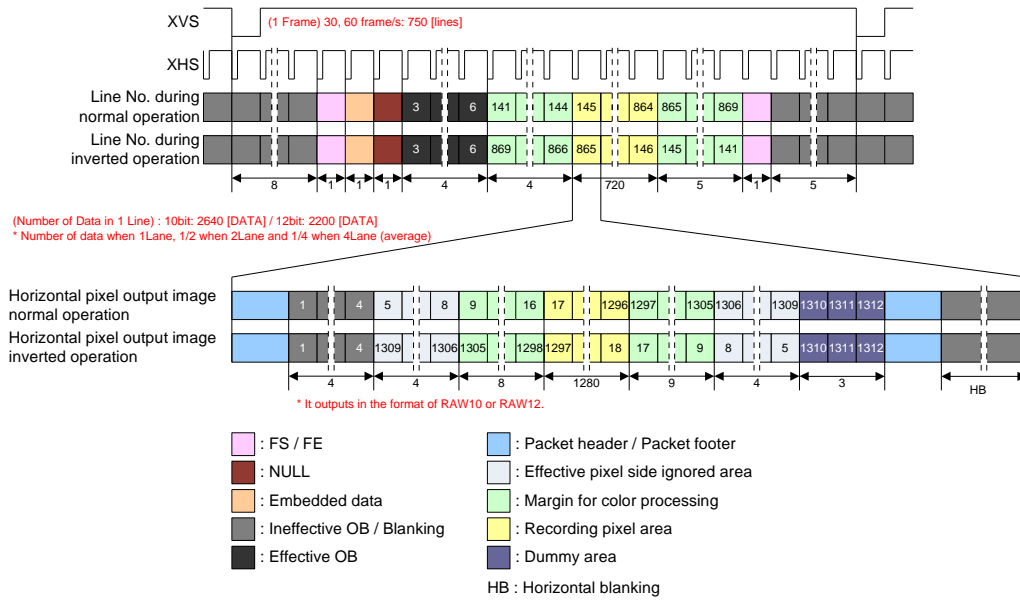 XVS
(1 Frame) 30, 60 frame/s: 750 [lines]
XHS
Line No. during
normal operation
3 6 141 144 145 864 865 869
Line No. during
inverted operation
3 6 869 866 865 146 145 141
8 1 1 1 4 4 720 5 1 5
(Number of Data in 1 Line) : 10bit: 2640 [DATA] / 12bit: 2200 [DATA]
* Number of data when 1Lane, 1/2 when 2Lane and 1/4 when 4Lane (average)
Horizontal pixel output image
normal operation
1 4 5 8 9 16 17 1296 1297 1305 1306 1309 1310 1311 1312
Horizontal pixel output image
inverted operation
1 4 1309 1306 1305 1298 1297 18 17 9 8 5 1310 1311 1312
4 4 8 1280 9 4 3 HB
* It outputs in the format of RAW10 or RAW12.
: FS / FE
: NULL
: Embedded data
: Ineffective OB / Blanking
: Effective OB
: Packet header / Packet footer
: Effective pixel side ignored area
: Margin for color processing
: Recording pixel area
: Dummy area
HB : Horizontal blanking